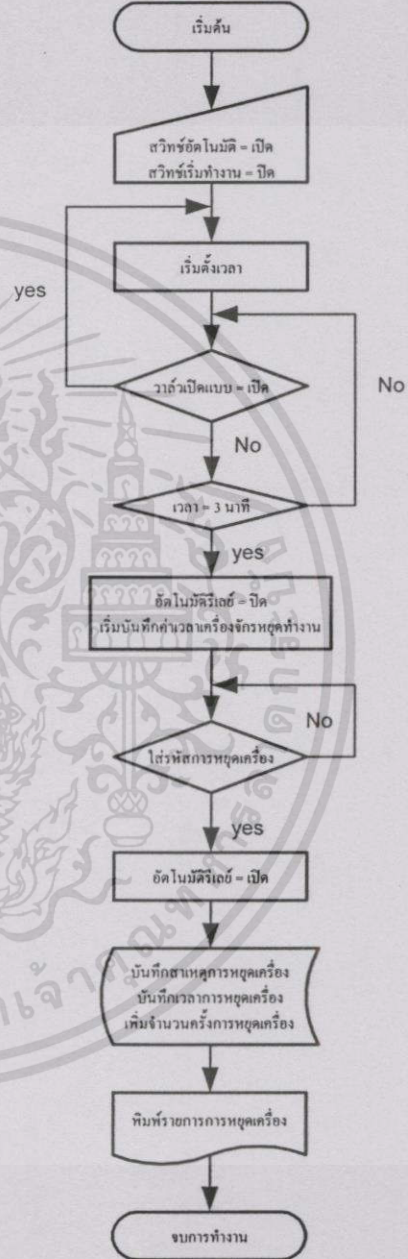 เริ่มต้น
สวิทช์อัตโนมัติ = เปิด
สวิทช์เริ่มทำงาน = ปิด
เริ่มตั้งเวลา
yes
วาล์วเปิดแบบ = เปิด
No
No
เวลา = 3 นาที
yes
อัตโนมัติรีเลย์ = ปิด
เริ่มบันทึกค่าเวลาเครื่องจักรหยุดทำงาน
No
ใส่รหัสการหยุดเครื่อง
yes
อัตโนมัติรีเลย์ = เปิด
บันทึกสาเหตุการหยุดเครื่อง
บันทึกเวลาการหยุดเครื่อง
เพิ่มจำนวนครั้งการหยุดเครื่อง
พิมพ์รายการการหยุดเครื่อง
จบการทำงาน